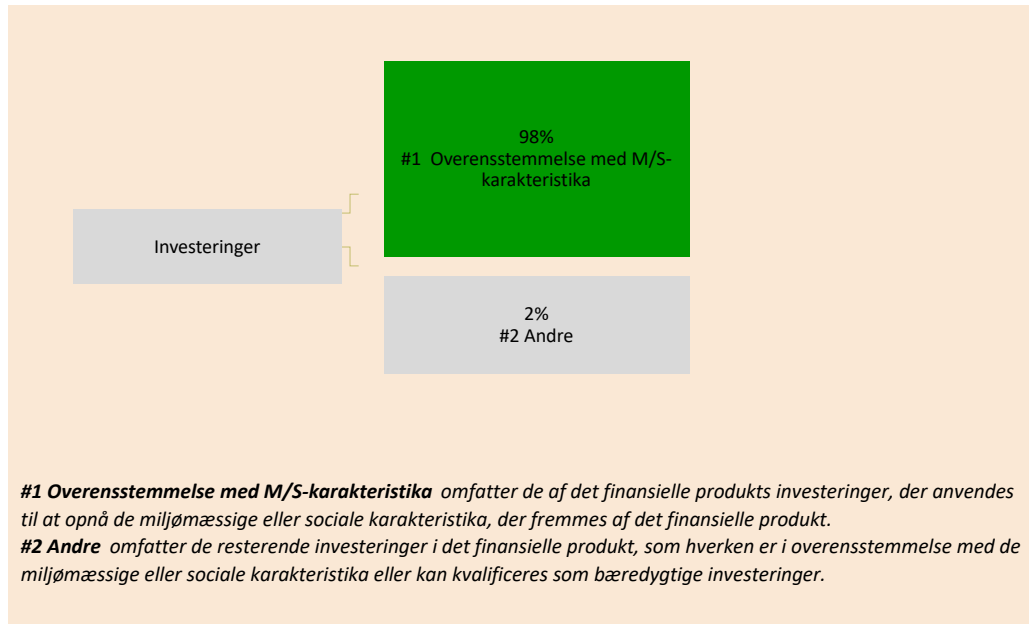 98%
#1 Overensstemmelse med M/S-
karakteristika
Investeringer
2%
#2 Andre
#1 Overensstemmelse med M/S-karakteristika omfatter de af det finansielle produkts investeringer, der anvendes
til at opnå de miljømæssige eller sociale karakteristika, der fremmes af det finansielle produkt.
#2 Andre omfatter de resterende investeringer i det finansielle produkt, som hverken er i overensstemmelse med de
miljømæssige eller sociale karakteristika eller kan kvalificeres som bæredygtige investeringer.